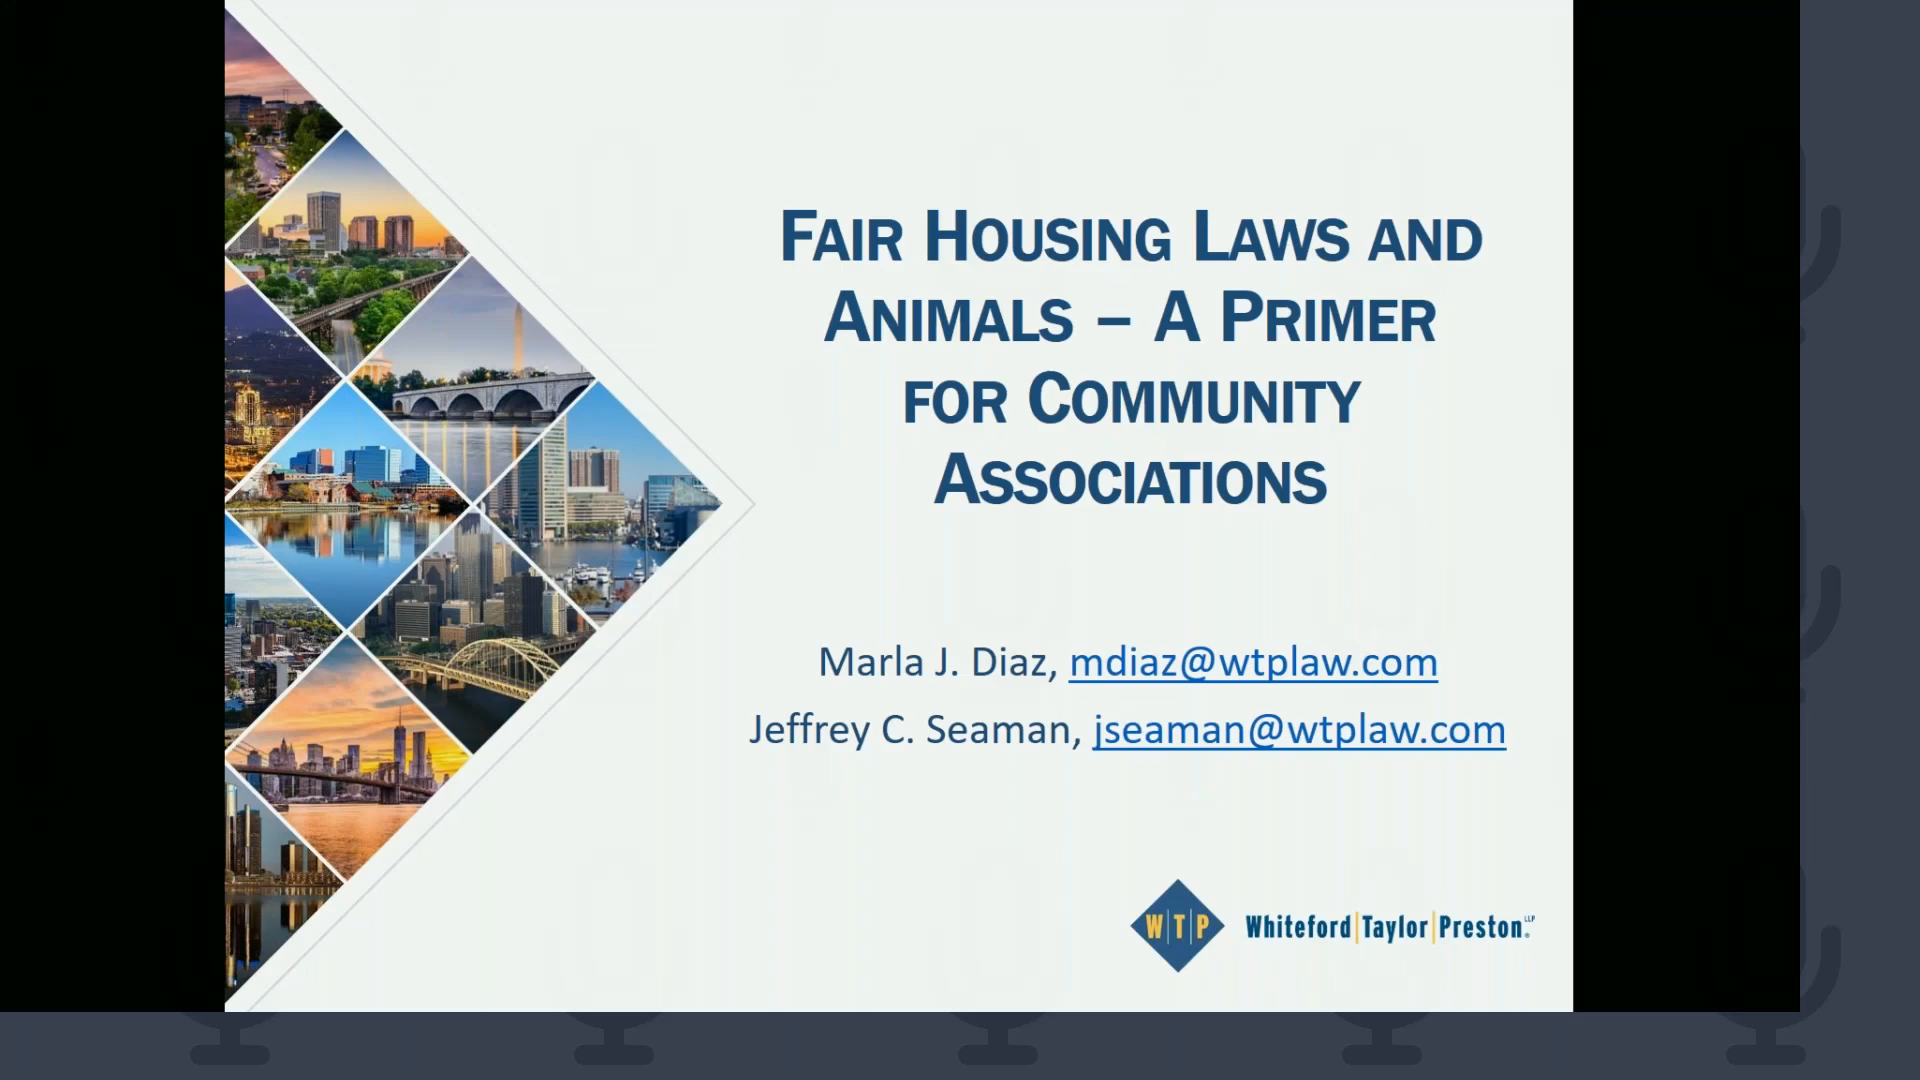 FAIR HOUSING LAWS AND
ANIMALS – A PRIMER
FOR COMMUNITY
ASSOCIATIONS
Marla J. Diaz, mdiaz@wtplaw.com
Jeffrey C. Seaman, jseaman@wtplaw.com
W|T|P Whiteford|Taylor|Preston LLP ®